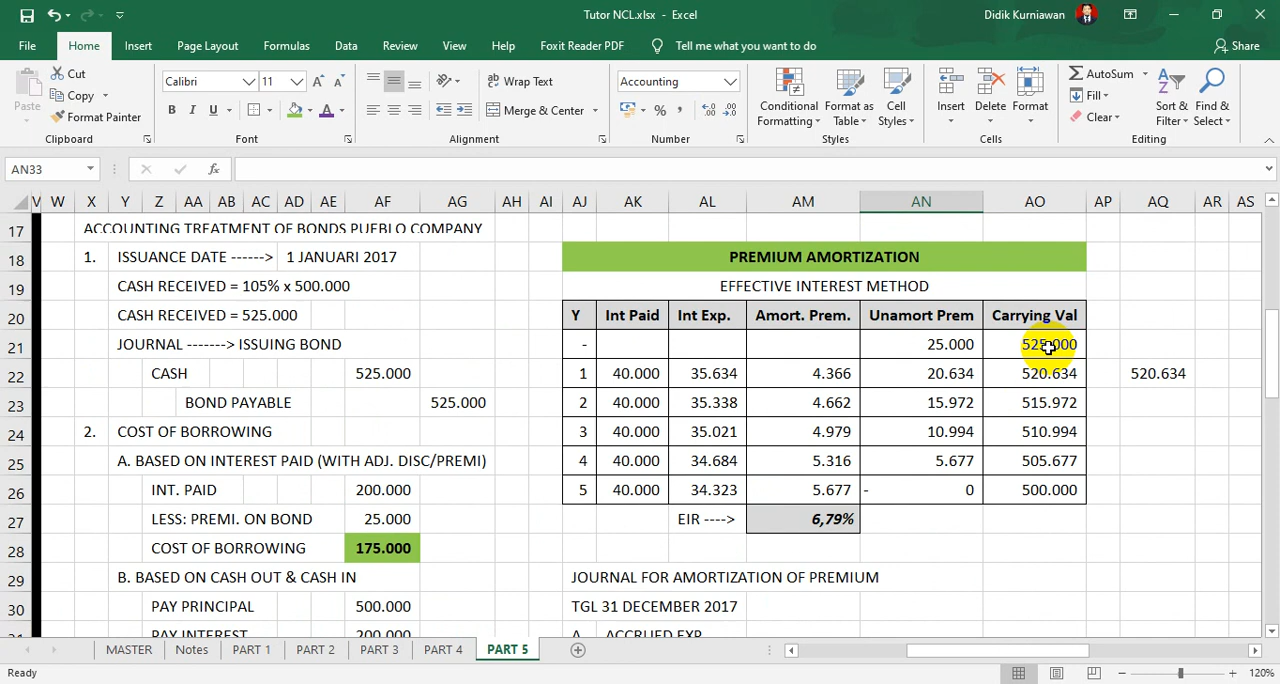 Tutor NCL.xlsx - Excel
Didik Kurniawan
File Home Insert Page Layout Formulas Data Review View Help Foxit Reader PDF Tell me what you want to do Share
Cut
Copy
Format Painter
Paste
Clipboard
Calibri 11
B I U
Font
Wrap Text
Merge & Center
Alignment
Accounting
%
Number
Conditional Formatting
Format as Table
Cell Styles
Styles
Insert Delete Format
Cells
AutoSum
Fill
Clear
Sort & Filter
Find & Select
Editing
AN33 fx
V W X Y Z AA AB AC AD AE AF AG AH AI AJ AK AL AM AN AO AP AQ AR AS
17 ACCOUNTING TREATMENT OF BONDS PUEBLO COMPANY
18 1. ISSUANCE DATE ------> 1 JANUARI 2017 PREMIUM AMORTIZATION
19 CASH RECEIVED = 105% x 500.000 EFFECTIVE INTEREST METHOD
20 CASH RECEIVED = 525.000 Y Int Paid Int Exp. Amort. Prem. Unamort Prem Carrying Val
21 JOURNAL -------> ISSUING BOND - 25.000 525.000
22 CASH 525.000 1 40.000 35.634 4.366 20.634 520.634 520.634
23 BOND PAYABLE 525.000 2 40.000 35.338 4.662 15.972 515.972
24 2. COST OF BORROWING 3 40.000 35.021 4.979 10.994 510.994
25 A. BASED ON INTEREST PAID (WITH ADJ. DISC/PREMI) 4 40.000 34.684 5.316 5.677 505.677
26 INT. PAID 200.000 5 40.000 34.323 5.677 - 0 500.000
27 LESS: PREMI. ON BOND 25.000 EIR ----> 6,79%
28 COST OF BORROWING 175.000
29 B. BASED ON CASH OUT & CASH IN JOURNAL FOR AMORTIZATION OF PREMIUM
30 PAY PRINCIPAL 500.000 TGL 31 DECEMBER 2017
31 PAY INTEREST 200.000 A ACCRUED EXP
MASTER Notes PART 1 PART 2 PART 3 PART 4 PART 5
Ready 120%